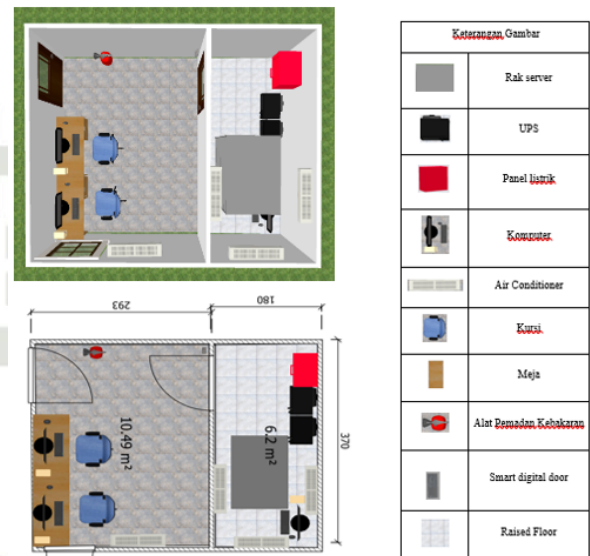 293
180
370
10.49 m²
6.2 m²
Keterangan Gambar
Rak server
UPS
Panel listrik
Komputer
Air Conditioner
Kursi
Meja
Alat Pemadan Kebakaran
Smart digital door
Raised Floor